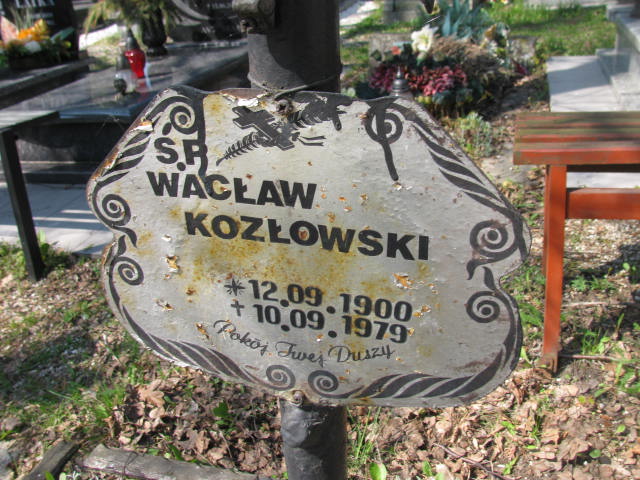 Ś.P.
WACŁAW
KOZŁOWSKI
* 12.09.1900
+ 10.09.1979
Pokój Twej Duszy